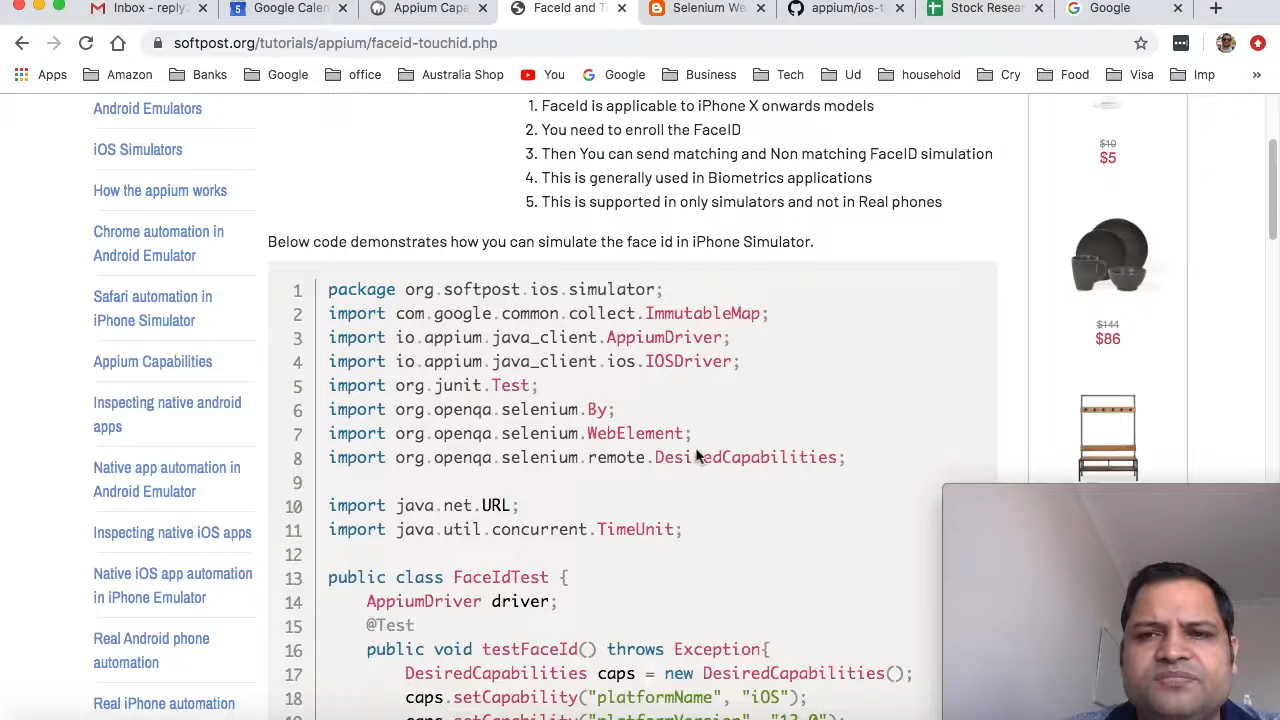 Inbox - reply2
Google Calen
Appium Capa
FaceId and T
Selenium We
appium/ios-t
Stock Resea
Google
softpost.org/tutorials/appium/faceid-touchid.php
Apps
Amazon
Banks
Google
office
Australia Shop
You
Google
Business
Tech
Ud
household
Cry
Food
Visa
Imp
»
Android Emulators
iOS Simulators
How the appium works
Chrome automation in
Android Emulator
Safari automation in
iPhone Simulator
Appium Capabilities
Inspecting native android
apps
Native app automation in
Android Emulator
Inspecting native iOS apps
Native iOS app automation
in iPhone Emulator
Real Android phone
automation
Real iPhone automation
1. FaceId is applicable to iPhone X onwards models
2. You need to enroll the FaceID
3. Then You can send matching and Non matching FaceID simulation
4. This is generally used in Biometrics applications
5. This is supported in only simulators and not in Real phones
Below code demonstrates how you can simulate the face id in iPhone Simulator.
1 package org.softpost.ios.simulator;
2 import com.google.common.collect.ImmutableMap;
3 import io.appium.java_client.AppiumDriver;
4 import io.appium.java_client.ios.IOSDriver;
5 import org.junit.Test;
6 import org.openqa.selenium.By;
7 import org.openqa.selenium.WebElement;
8 import org.openqa.selenium.remote.DesiredCapabilities;
9
10 import java.net.URL;
11 import java.util.concurrent.TimeUnit;
12
13 public class FaceIdTest {
14 AppiumDriver driver;
15 @Test
16 public void testFaceId() throws Exception{
17 DesiredCapabilities caps = new DesiredCapabilities();
18 caps.setCapability("platformName", "iOS");
19 caps.setCapability("platformVersion", "13.0");
$10
$5
$144
$86